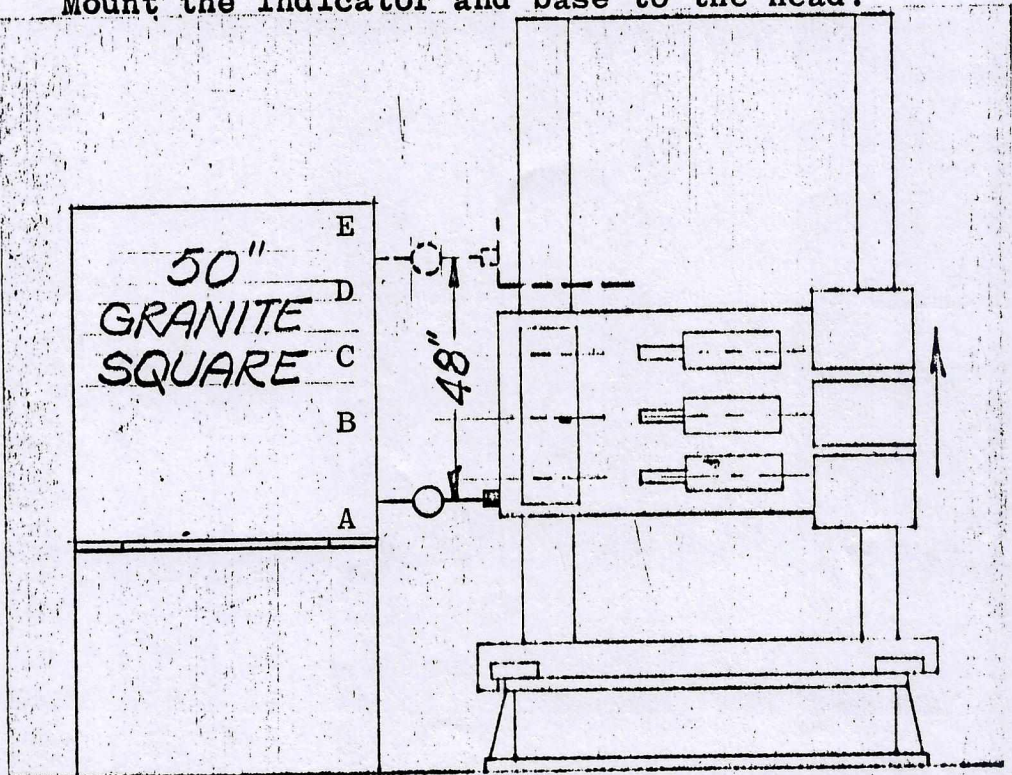 Mount the indicator and base to the head.
E
50"
D
GRANITE
SQUARE
C
48"
B
A